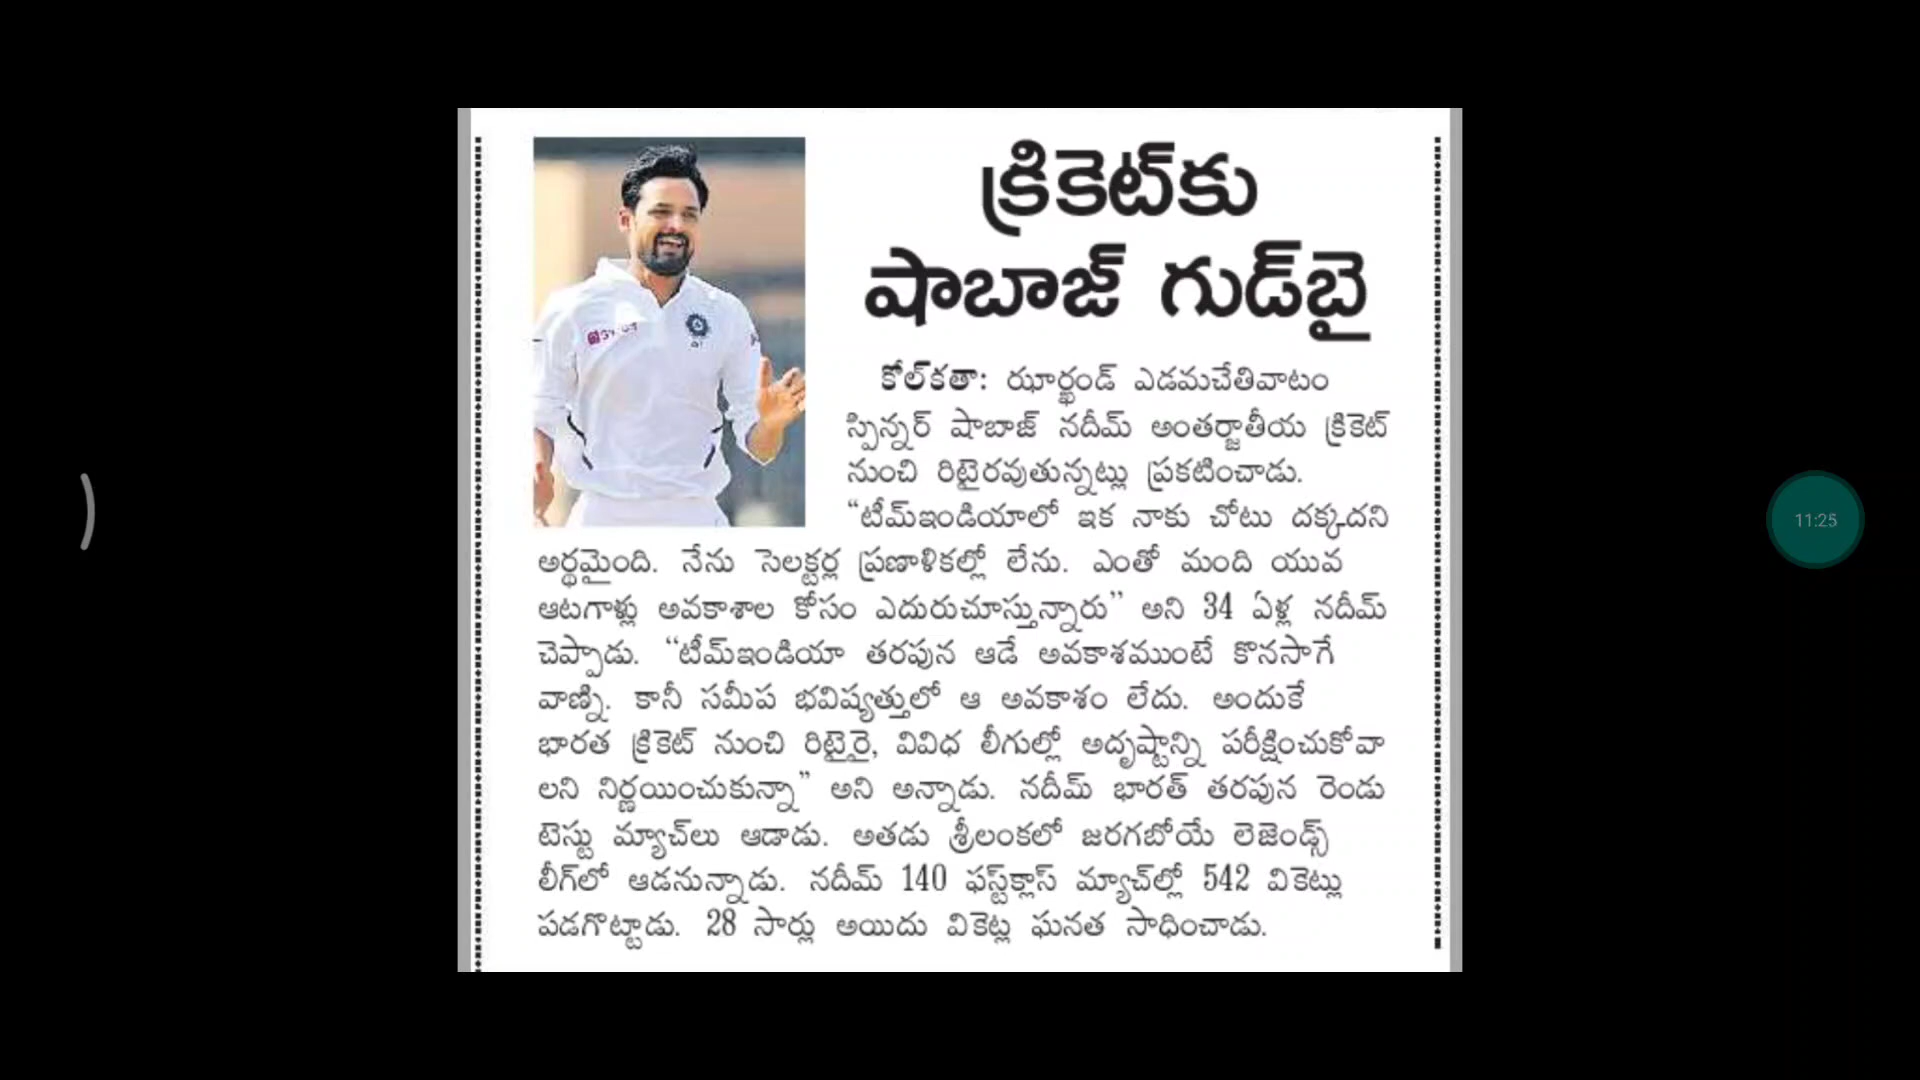 క్రికెట్‌కు
షాబాజ్ గుడ్‌బై
కోల్‌కతా: ఝార్ఖండ్ ఎడమచేతివాటం
స్పిన్నర్ షాబాజ్ నదీమ్ అంతర్జాతీయ క్రికెట్
నుంచి రిటైరవుతున్నట్లు ప్రకటించాడు.
“టీమ్ఇండియాలో ఇక నాకు చోటు దక్కదని
అర్థమైంది. నేను సెలక్టర్ల ప్రణాళికల్లో లేను. ఎంతో మంది యువ
ఆటగాళ్లు అవకాశాల కోసం ఎదురుచూస్తున్నారు” అని 34 ఏళ్ల నదీమ్
చెప్పాడు. “టీమ్ఇండియా తరపున ఆడే అవకాశముంటే కొనసాగే
వాణ్ని. కానీ సమీప భవిష్యత్తులో ఆ అవకాశం లేదు. అందుకే
భారత క్రికెట్ నుంచి రిటైరై, వివిధ లీగుల్లో అదృష్టాన్ని పరీక్షించుకోవా
లని నిర్ణయించుకున్నా” అని అన్నాడు. నదీమ్ భారత్ తరపున రెండు
టెస్టు మ్యాచ్‌లు ఆడాడు. అతడు శ్రీలంకలో జరగబోయే లెజెండ్స్
లీగ్‌లో ఆడనున్నాడు. నదీమ్ 140 ఫస్ట్‌క్లాస్ మ్యాచ్‌ల్లో 542 వికెట్లు
పడగొట్టాడు. 28 సార్లు అయిదు వికెట్ల ఘనత సాధించాడు.
11:25